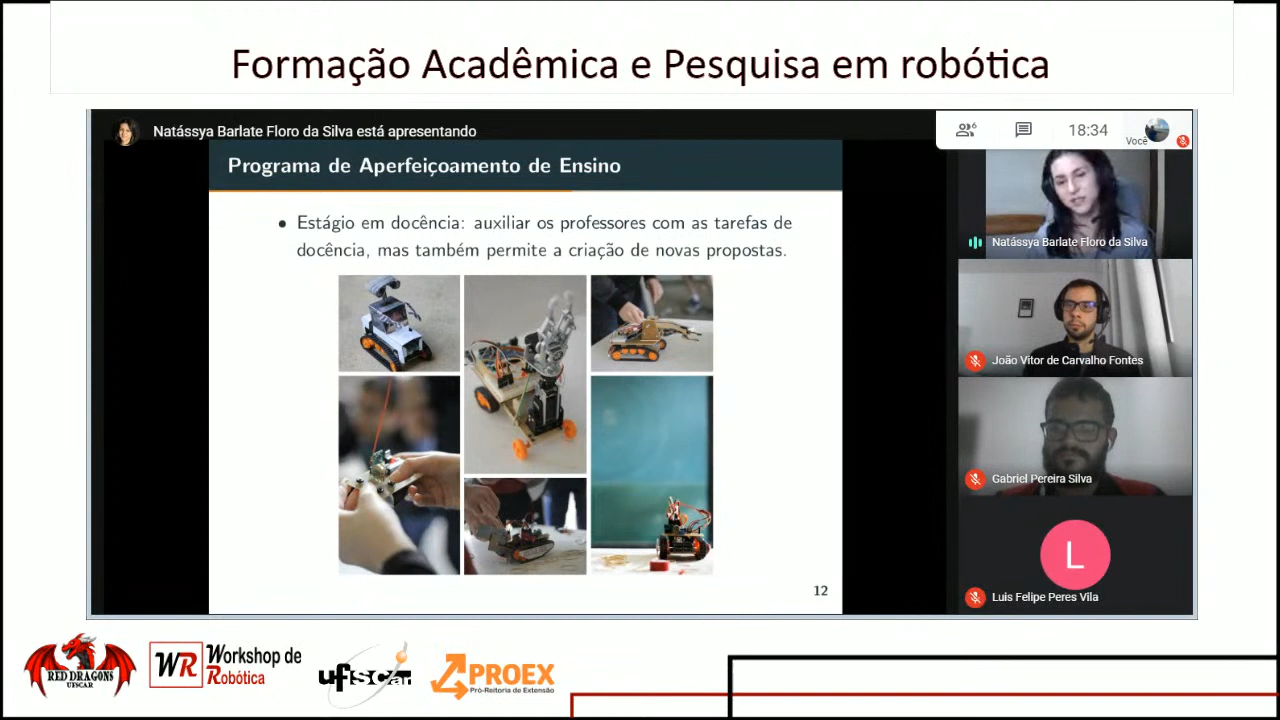 Formação Acadêmica e Pesquisa em robótica
Natássya Barlate Floro da Silva está apresentando
6
18:34
Você
Programa de Aperfeiçoamento de Ensino
• Estágio em docência: auxiliar os professores com as tarefas de
docência, mas também permite a criação de novas propostas.
12
Natássya Barlate Floro da Silva
João Vitor de Carvalho Fontes
Gabriel Pereira Silva
L
Luis Felipe Peres Vila
RED DRAGONS
UFSCAR
WR Workshop de
Robótica
ufscar
PROEX
Pró-Reitoria de Extensão